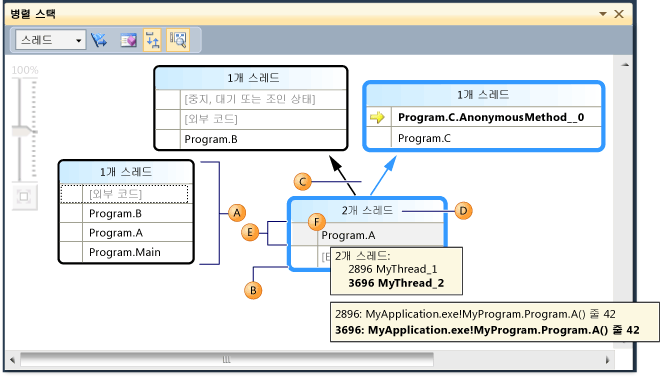 병렬 스택
스레드
100%
1개 스레드
[중지, 대기 또는 조인 상태]
[외부 코드]
Program.B
1개 스레드
Program.C.AnonymousMethod__0
Program.C
1개 스레드
[외부 코드]
Program.B
Program.A
Program.Main
A
C
2개 스레드
D
E
F
Program.A
B
2개 스레드:
2896 MyThread_1
3696 MyThread_2
2896: MyApplication.exe!MyProgram.Program.A() 줄 42
3696: MyApplication.exe!MyProgram.Program.A() 줄 42